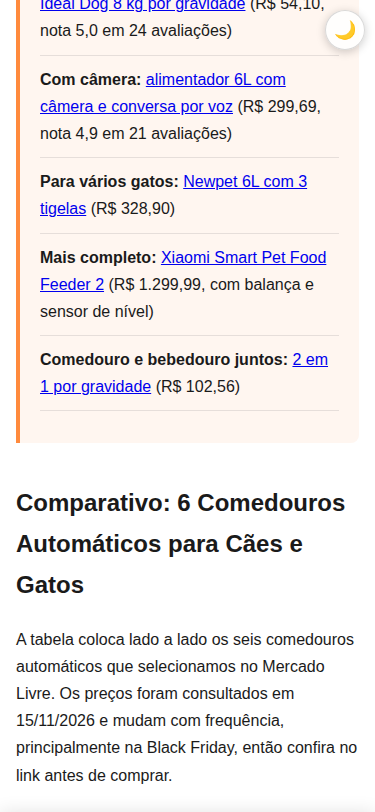 Ideal Dog 8 kg por gravidade (R$ 54,10,
nota 5,0 em 24 avaliações)
Com câmera: alimentador 6L com
câmera e conversa por voz (R$ 299,69,
nota 4,9 em 21 avaliações)
Para vários gatos: Newpet 6L com 3
tigelas (R$ 328,90)
Mais completo: Xiaomi Smart Pet Food
Feeder 2 (R$ 1.299,99, com balança e
sensor de nível)
Comedouro e bebedouro juntos: 2 em
1 por gravidade (R$ 102,56)
Comparativo: 6 Comedouros
Automáticos para Cães e
Gatos
A tabela coloca lado a lado os seis comedouros
automáticos que selecionamos no Mercado
Livre. Os preços foram consultados em
15/11/2026 e mudam com frequência,
principalmente na Black Friday, então confira no
link antes de comprar.